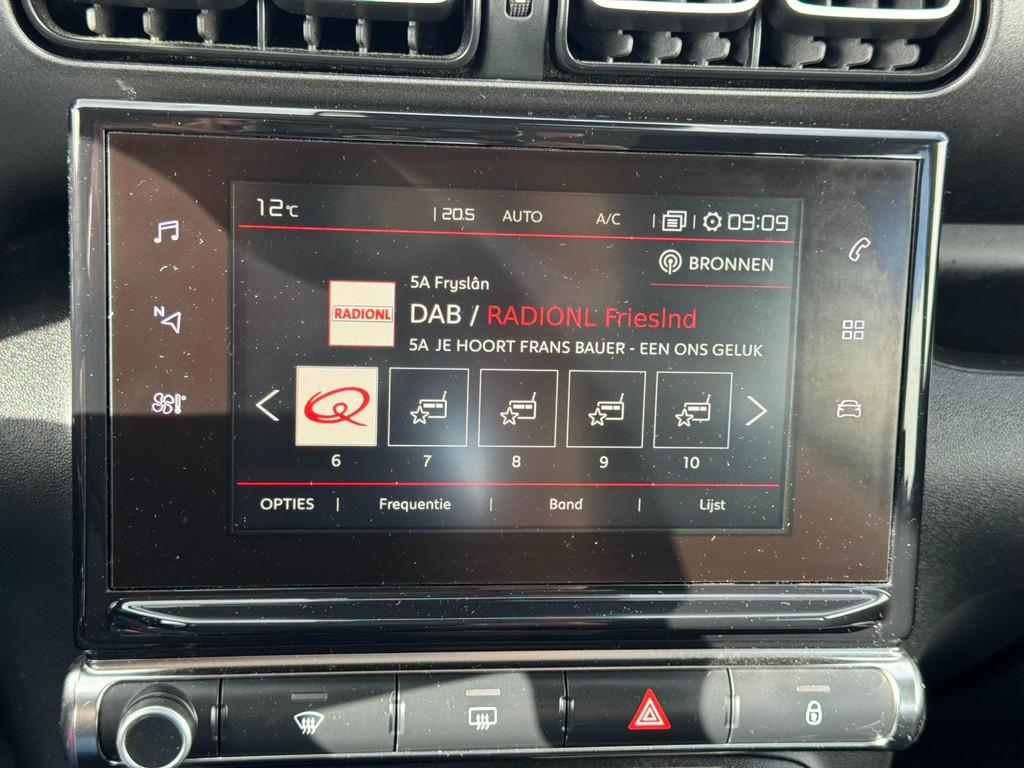 12°C | 20.5 AUTO A/C | | 09:09
BRONNEN
5A Fryslân
RADIONL
DAB / RADIONL Frieslnd
5A JE HOORT FRANS BAUER - EEN ONS GELUK
N
Q
6 7 8 9 10
OPTIES | Frequentie | Band | Lijst